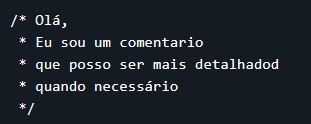 /* Olá,
 * Eu sou um comentario
 * que posso ser mais detalhadod
 * quando necessário
 */